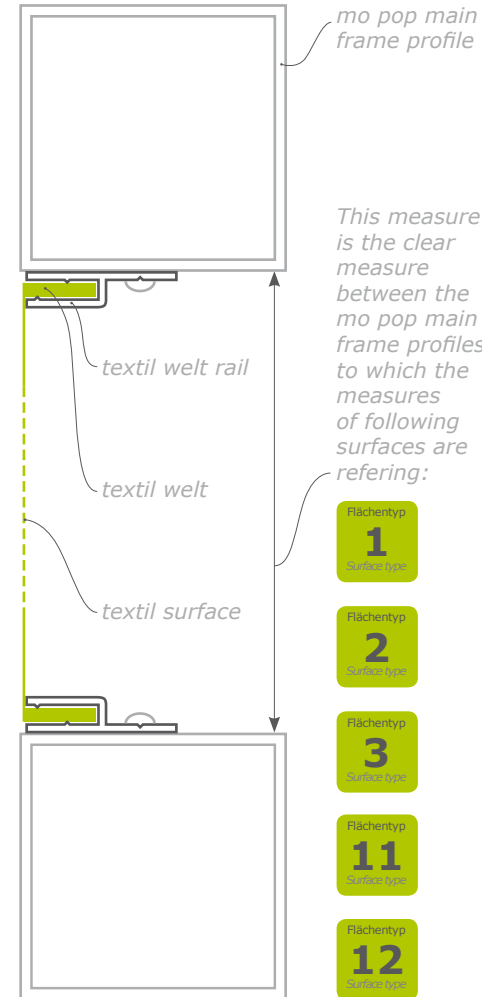 mo pop main
frame profile
This measure
is the clear
measure
between the
mo pop main
frame profiles
to which the
measures
of following
surfaces are
refering:
textil welt rail
textil welt
textil surface
Flächentyp
1
Surface type
Flächentyp
2
Surface type
Flächentyp
3
Surface type
Flächentyp
11
Surface type
Flächentyp
12
Surface type